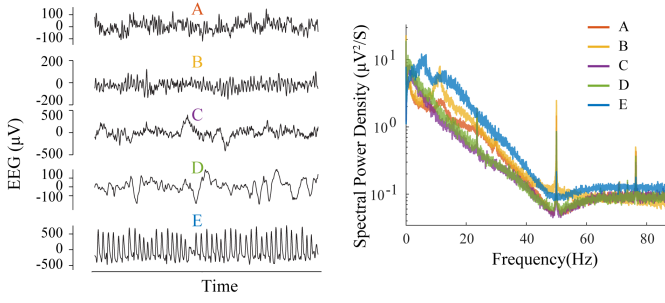 A
100
0
-100
B
200
0
-200
C
500
0
-500
D
100
0
-100
E
500
0
-500
EEG (μV)
Time
Spectral Power Density (μV²/S)
10¹
10⁰
10⁻¹
0
20
40
60
80
Frequency(Hz)
A
B
C
D
E